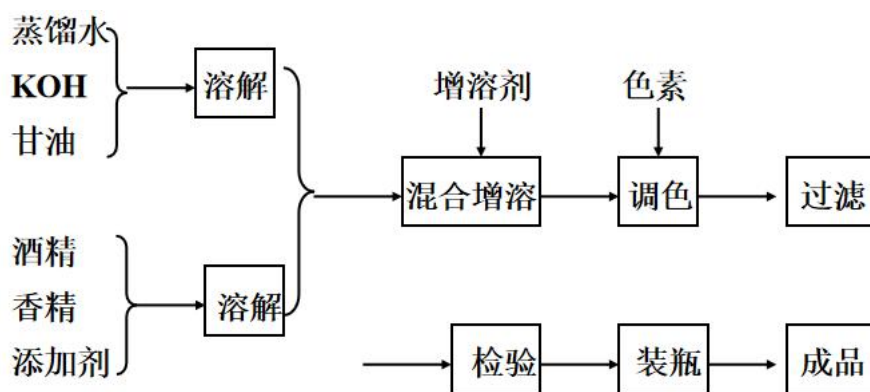 蒸馏水
KOH
甘油
溶解
增溶剂
色素
混合增溶
调色
过滤
酒精
香精
添加剂
溶解
检验
装瓶
成品